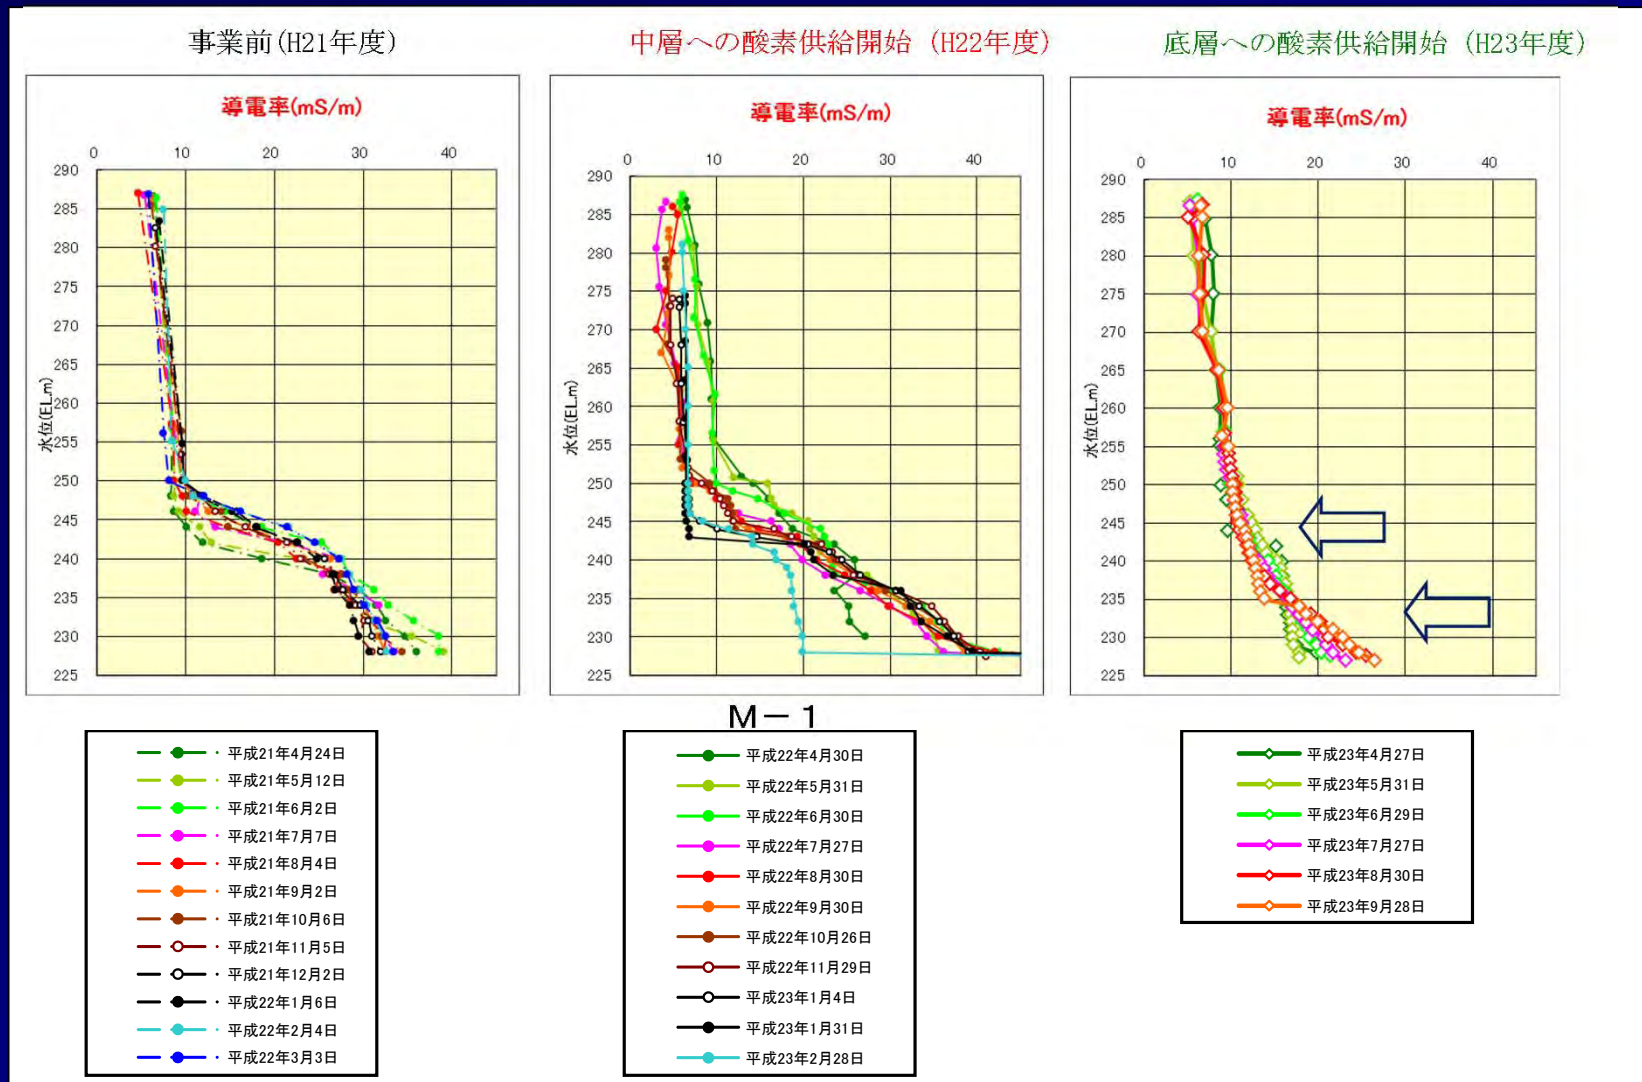 事業前(H21年度)
中層への酸素供給開始 (H22年度)
底層への酸素供給開始 (H23年度)
導電率(mS/m)
0 10 20 30 40
290
285
280
275
270
265
260
255
250
245
240
235
230
225
水位(EL.m)
導電率(mS/m)
0 10 20 30 40
290
285
280
275
270
265
260
255
250
245
240
235
230
225
水位(EL.m)
導電率(mS/m)
0 10 20 30 40
290
285
280
275
270
265
260
255
250
245
240
235
230
225
水位(EL.m)
M-1
平成21年4月24日
平成21年5月12日
平成21年6月2日
平成21年7月7日
平成21年8月4日
平成21年9月2日
平成21年10月6日
平成21年11月5日
平成21年12月2日
平成22年1月6日
平成22年2月4日
平成22年3月3日
平成22年4月30日
平成22年5月31日
平成22年6月30日
平成22年7月27日
平成22年8月30日
平成22年9月30日
平成22年10月26日
平成22年11月29日
平成23年1月4日
平成23年1月31日
平成23年2月28日
平成23年4月27日
平成23年5月31日
平成23年6月29日
平成23年7月27日
平成23年8月30日
平成23年9月28日